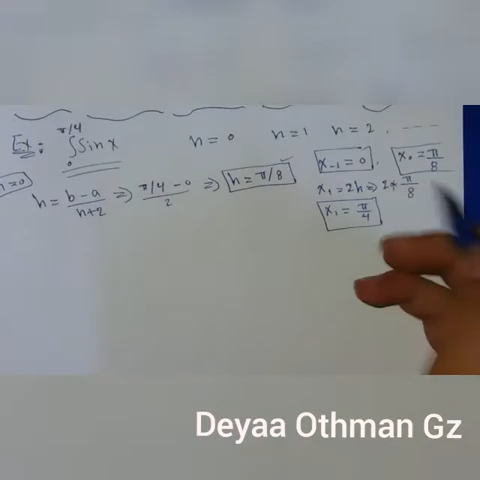 Ex: ∫₀^π/4 Sin x n = 0 n = 1 n = 2, ----
n=0 h = b-a / n+2 ⇒ π/4 - 0 / 2 ⇒ h = π/8
x₋₁ = 0, x₀ = π/8
x₁ = 2h ⇒ 2* π/8
x₁ = π/4
Deyaa Othman Gz